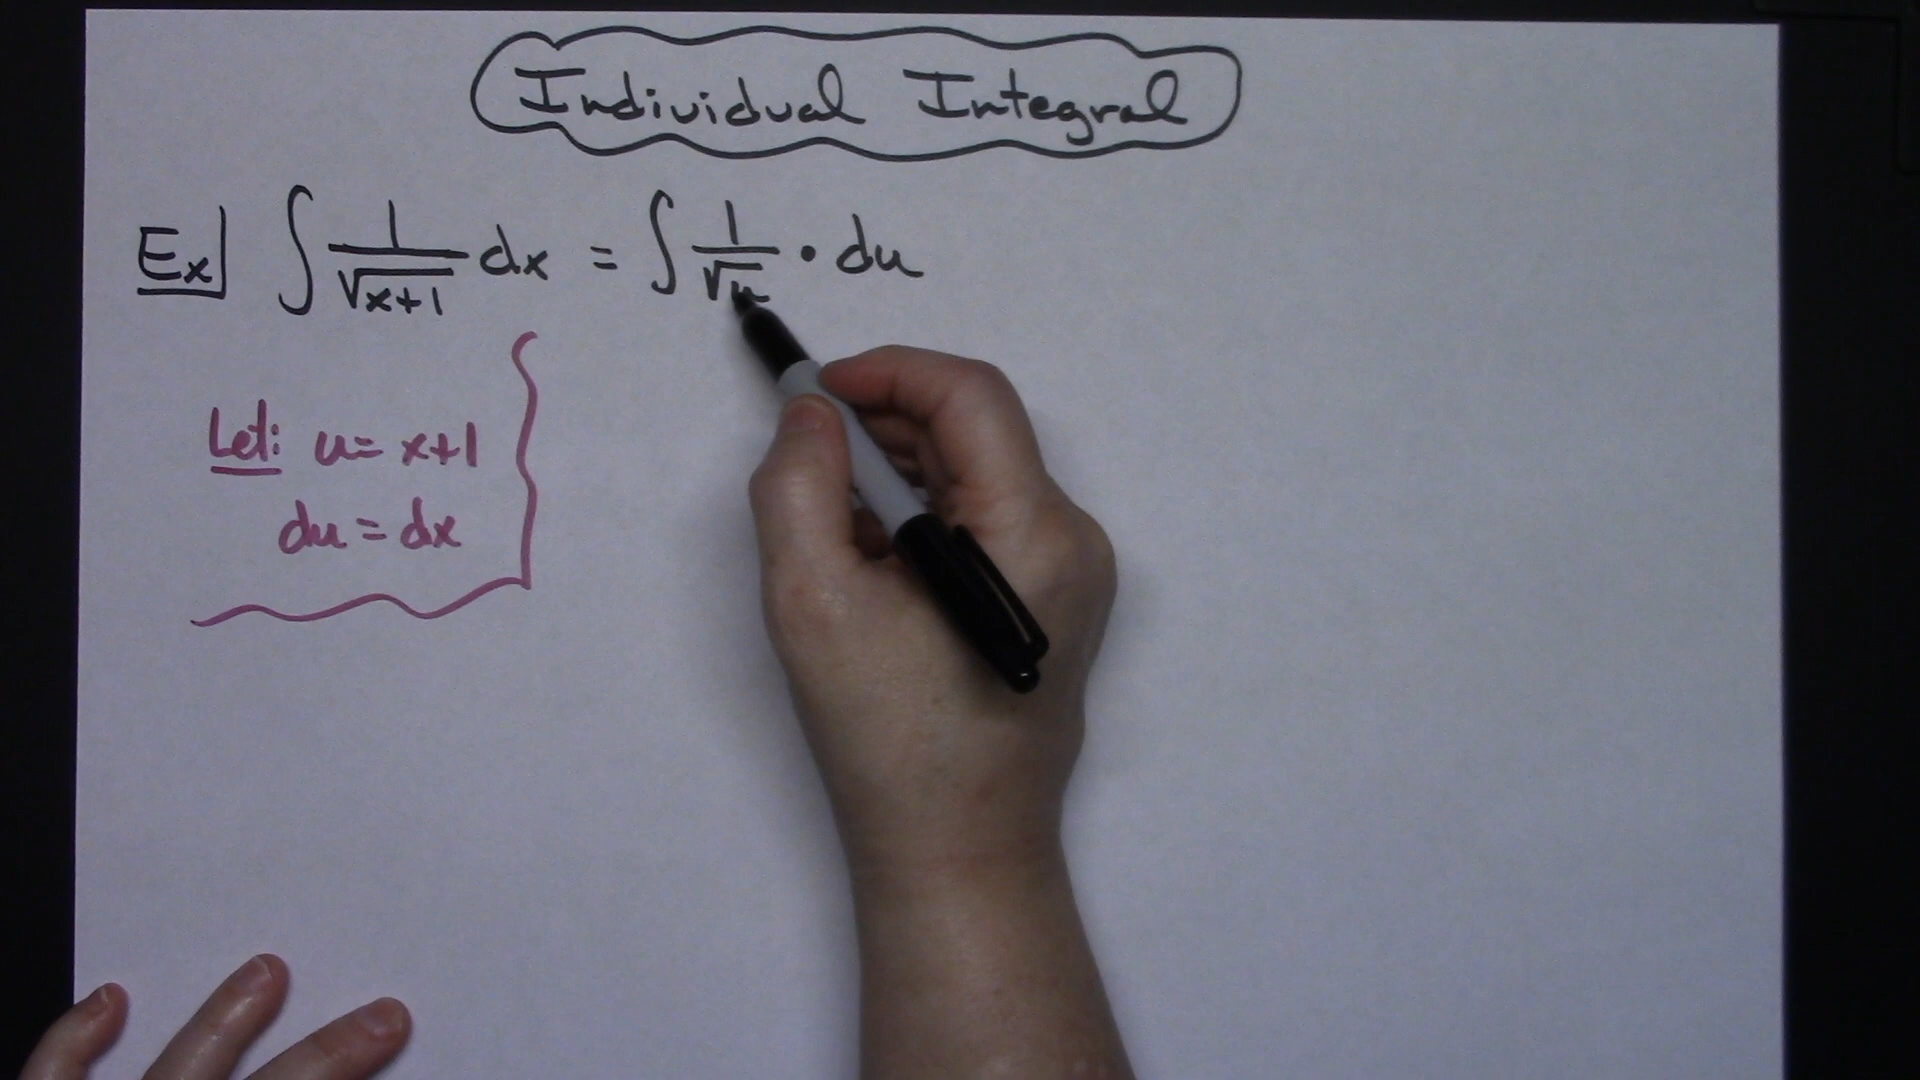 Individual Integral
Ex ∫ 1/√(x+1) dx = ∫ 1/√u • du
Let: u = x+1
du = dx